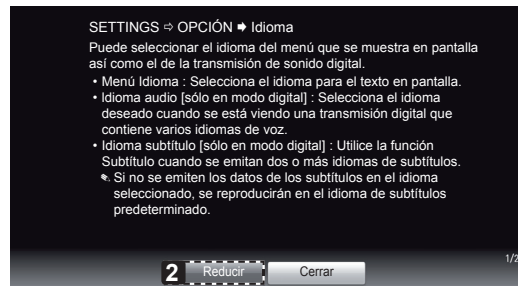 SETTINGS ⇨ OPCIÓN ➡ Idioma
Puede seleccionar el idioma del menú que se muestra en pantalla
así como el de la transmisión de sonido digital.
• Menú Idioma : Selecciona el idioma para el texto en pantalla.
• Idioma audio [sólo en modo digital] : Selecciona el idioma
deseado cuando se está viendo una transmisión digital que
contiene varios idiomas de voz.
• Idioma subtítulo [sólo en modo digital] : Utilice la función
Subtítulo cuando se emitan dos o más idiomas de subtítulos.
✎ Si no se emiten los datos de los subtítulos en el idioma
seleccionado, se reproducirán en el idioma de subtítulos
predeterminado.
1/2
2 Reducir Cerrar